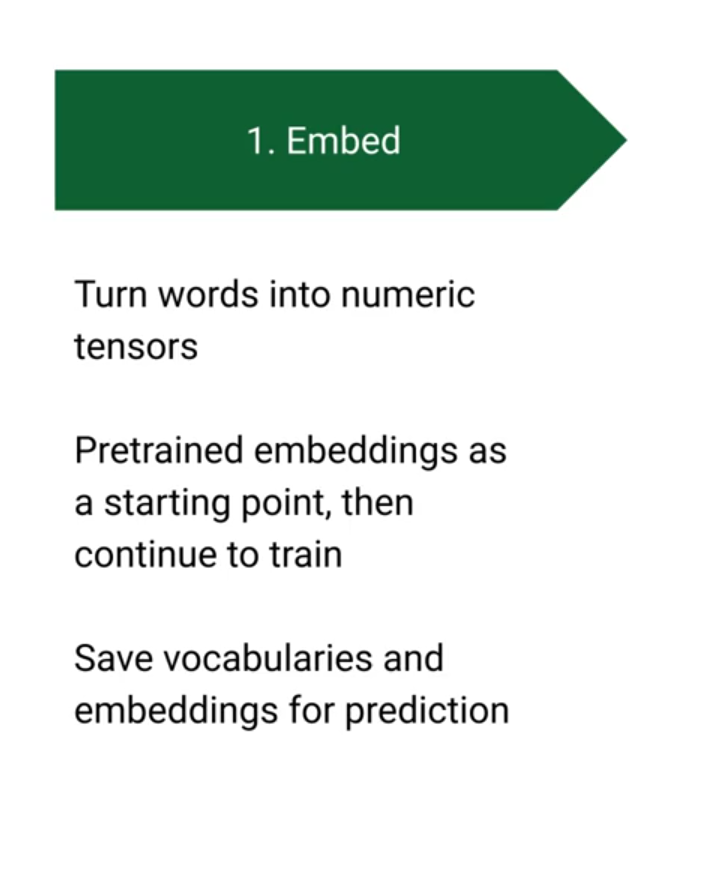 1. Embed
Turn words into numeric
tensors
Pretrained embeddings as
a starting point, then
continue to train
Save vocabularies and
embeddings for prediction